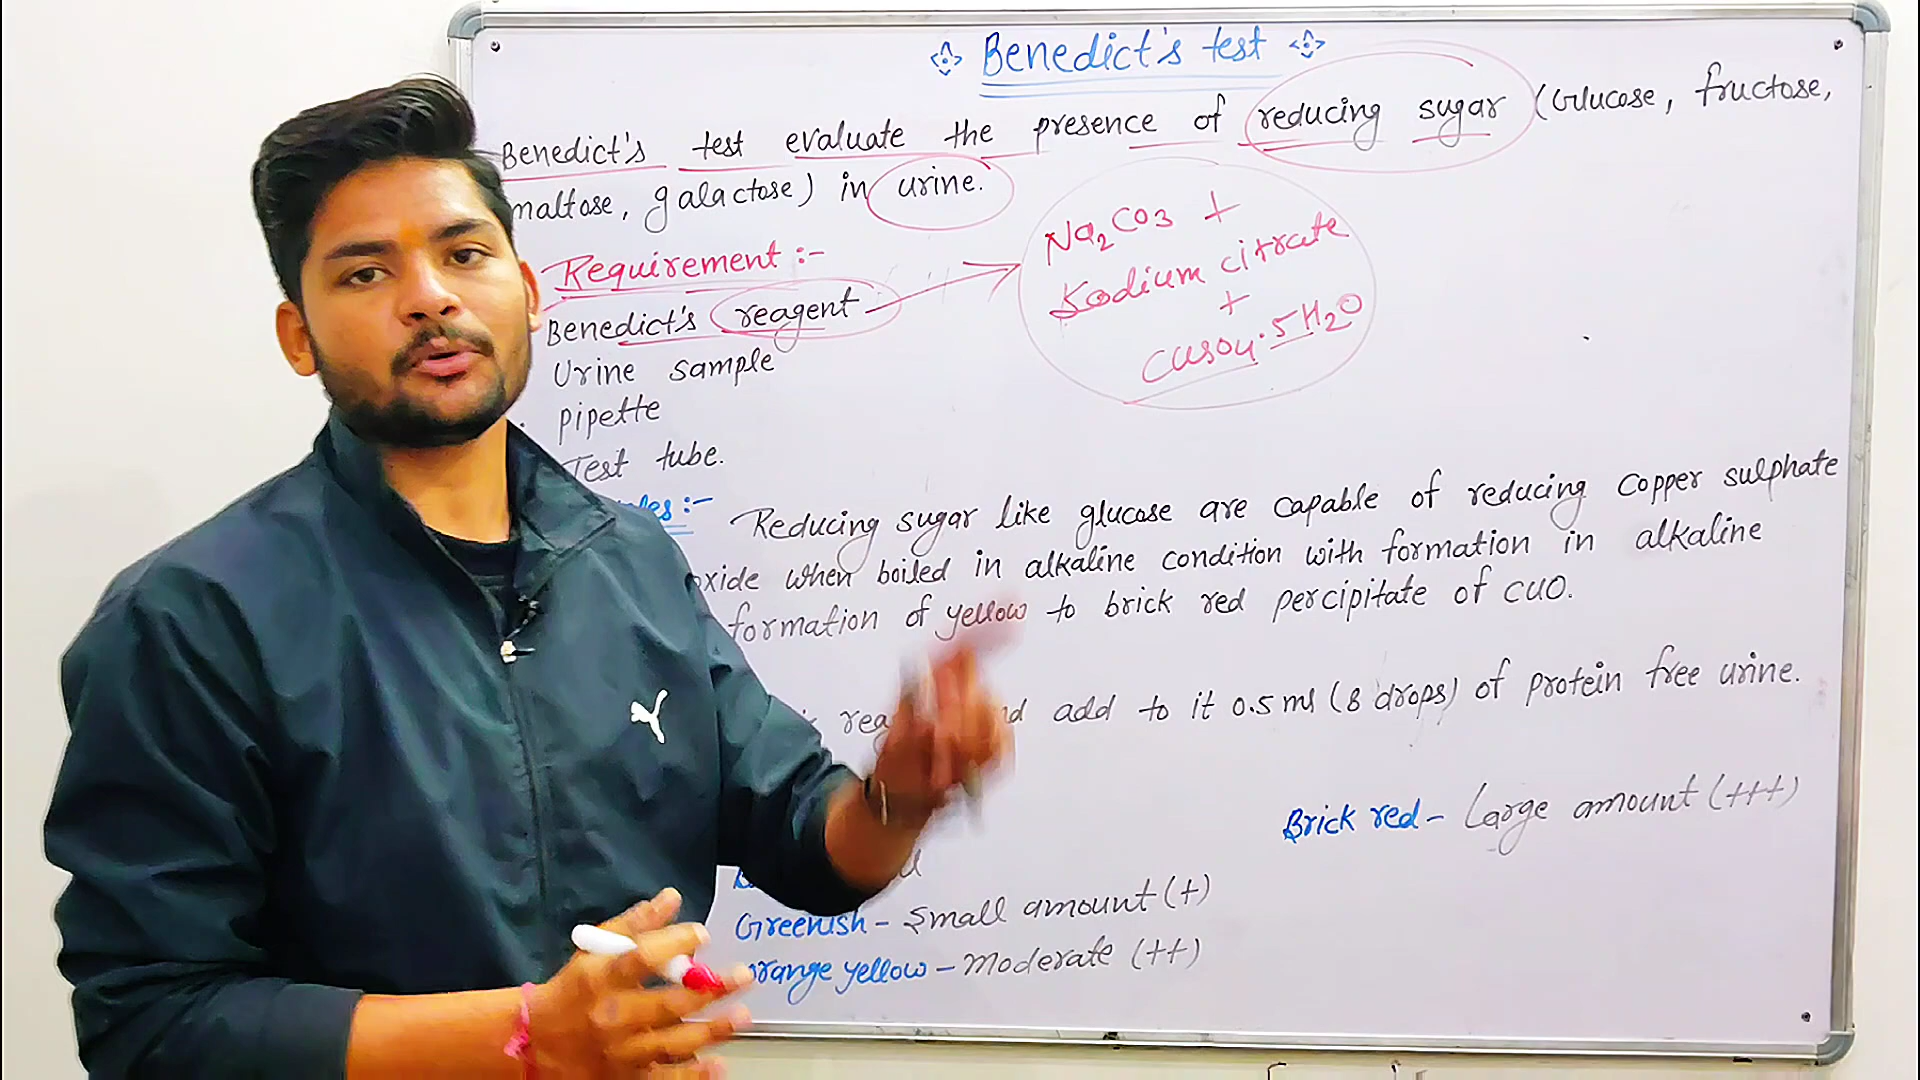 Benedict's test
Benedict's test evaluate the presence of reducing sugar (Glucose, fructose,
maltose, galactose) in urine.
Requirement :-
Benedict's reagent
Na2CO3 +
Sodium citrate
+
CuSO4.5H2O
Urine sample
Pipette
Test tube.
Reducing sugar like glucose are capable of reducing copper sulphate
oxide when boiled in alkaline condition with formation in alkaline
formation of yellow to brick red percipitate of CUO.
add to it 0.5 ml (8 drops) of protein free urine.
Brick red - Large amount (+++)
Greenish - Small amount (+)
orange yellow - Moderate (++)